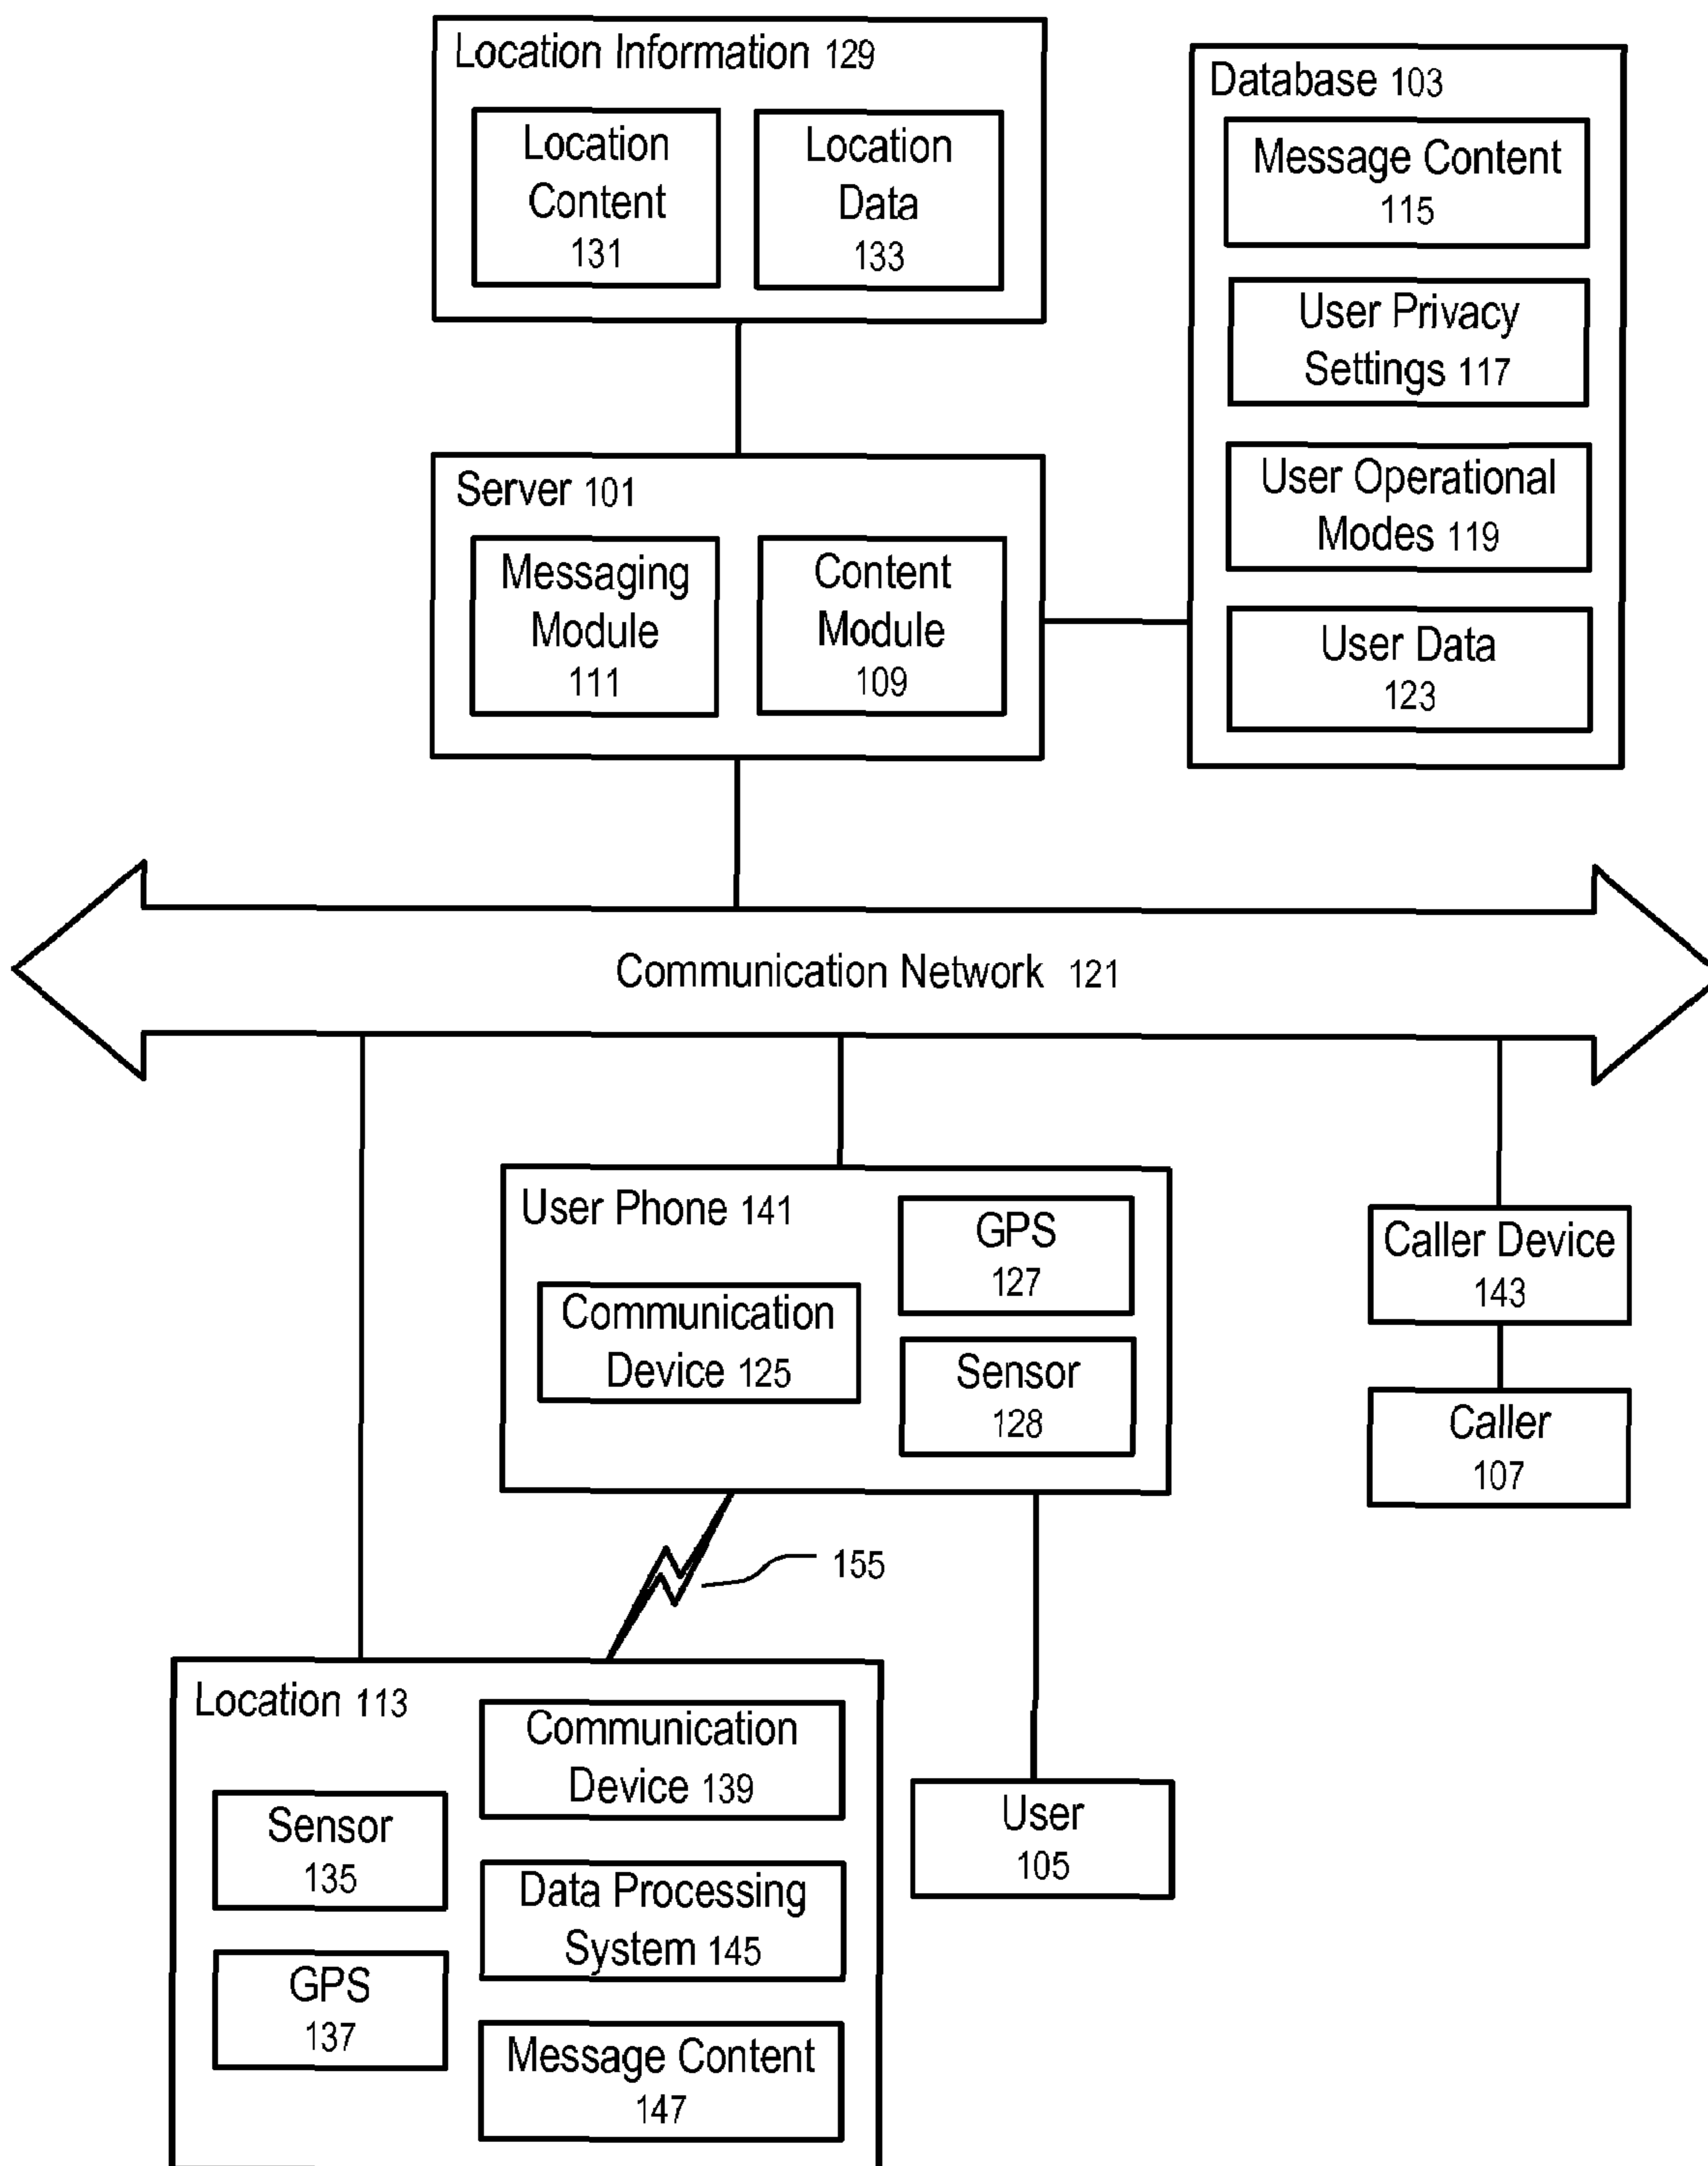 Location Information 129
Location
Content
131
Location
Data
133
Database 103
Message Content
115
User Privacy
Settings 117
User Operational
Modes 119
User Data
123
Server 101
Messaging
Module
111
Content
Module
109
Communication Network 121
User Phone 141
Communication
Device 125
GPS
127
Sensor
128
Caller Device
143
Caller
107
155
Location 113
Sensor
135
GPS
137
Communication
Device 139
Data Processing
System 145
Message Content
147
User
105